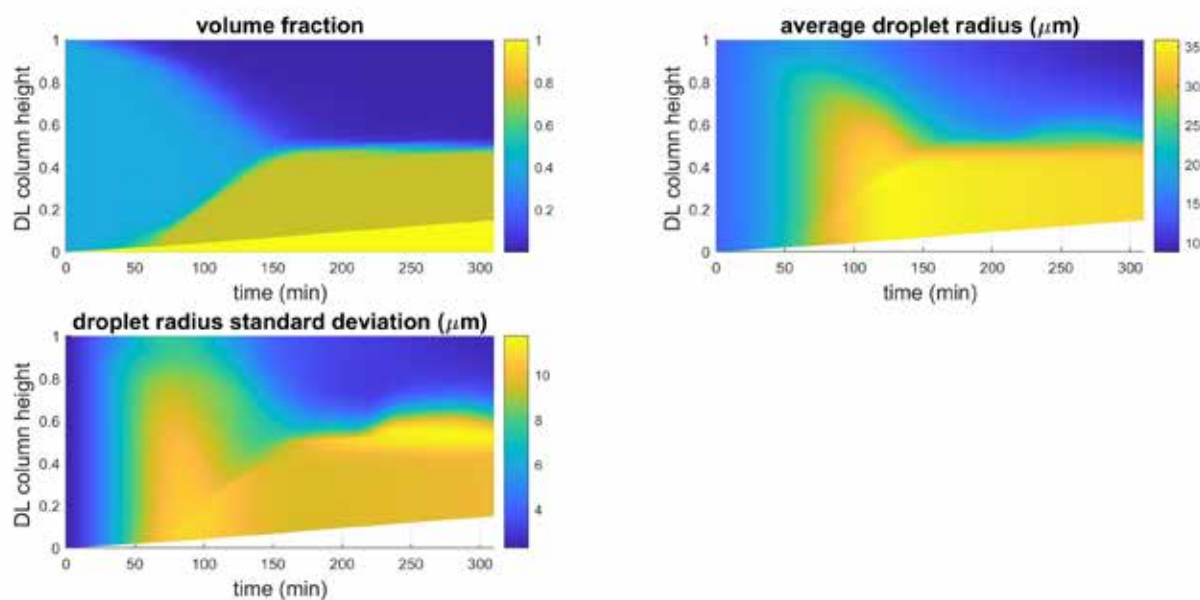 volume fraction
DL column height
1
0.8
0.6
0.4
0.2
0
0 50 100 150 200 250 300
time (min)
1
0.8
0.6
0.4
0.2
average droplet radius (μm)
DL column height
1
0.8
0.6
0.4
0.2
0
0 50 100 150 200 250 300
time (min)
35
30
25
20
15
10
droplet radius standard deviation (μm)
DL column height
1
0.8
0.6
0.4
0.2
0
0 50 100 150 200 250 300
time (min)
10
8
6
4